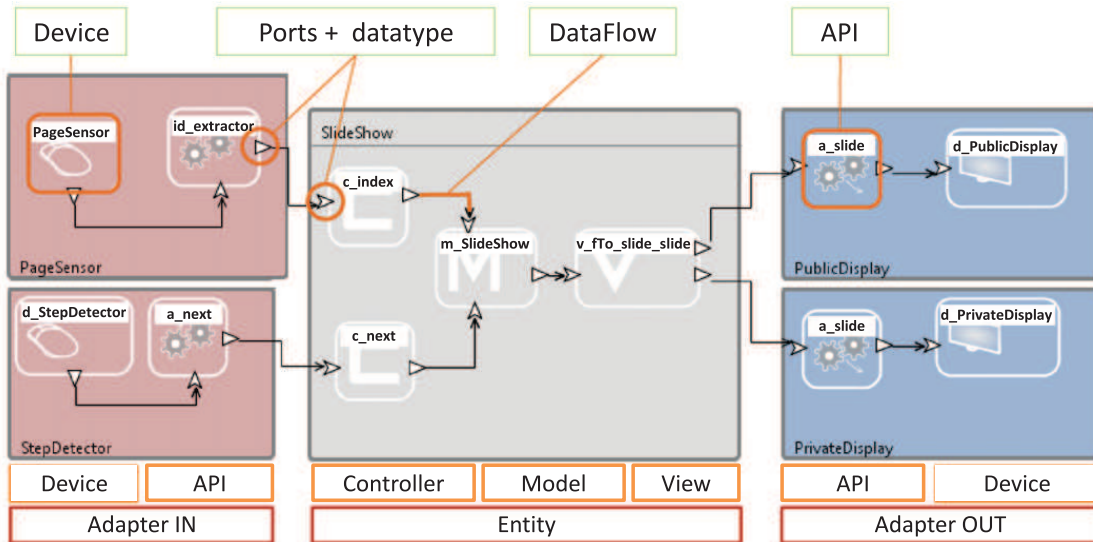 Device
Ports + datatype
DataFlow
API
PageSensor
id_extractor
PageSensor
d_StepDetector
a_next
StepDetector
SlideShow
c_index
m_SlideShow
M
v_fTo_slide_slide
V
c_next
a_slide
d_PublicDisplay
PublicDisplay
a_slide
d_PrivateDisplay
PrivateDisplay
Device
API
Controller
Model
View
API
Device
Adapter IN
Entity
Adapter OUT